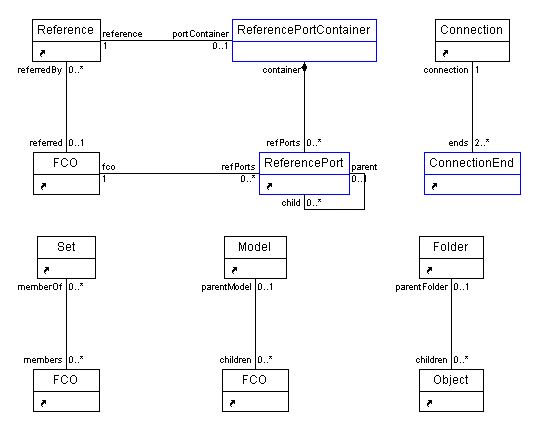 Reference
reference
portContainer
ReferencePortContainer
Connection
1
0..1
referredBy
0..*
container
connection
1
referred
0..1
refPorts
0..*
ends
2..*
FCO
fco
refPorts
ReferencePort
parent
ConnectionEnd
1
0..*
0..1
child
0..*
Set
Model
Folder
memberOf
0..*
parentModel
0..1
parentFolder
0..1
members
0..*
children
0..*
children
0..*
FCO
FCO
Object